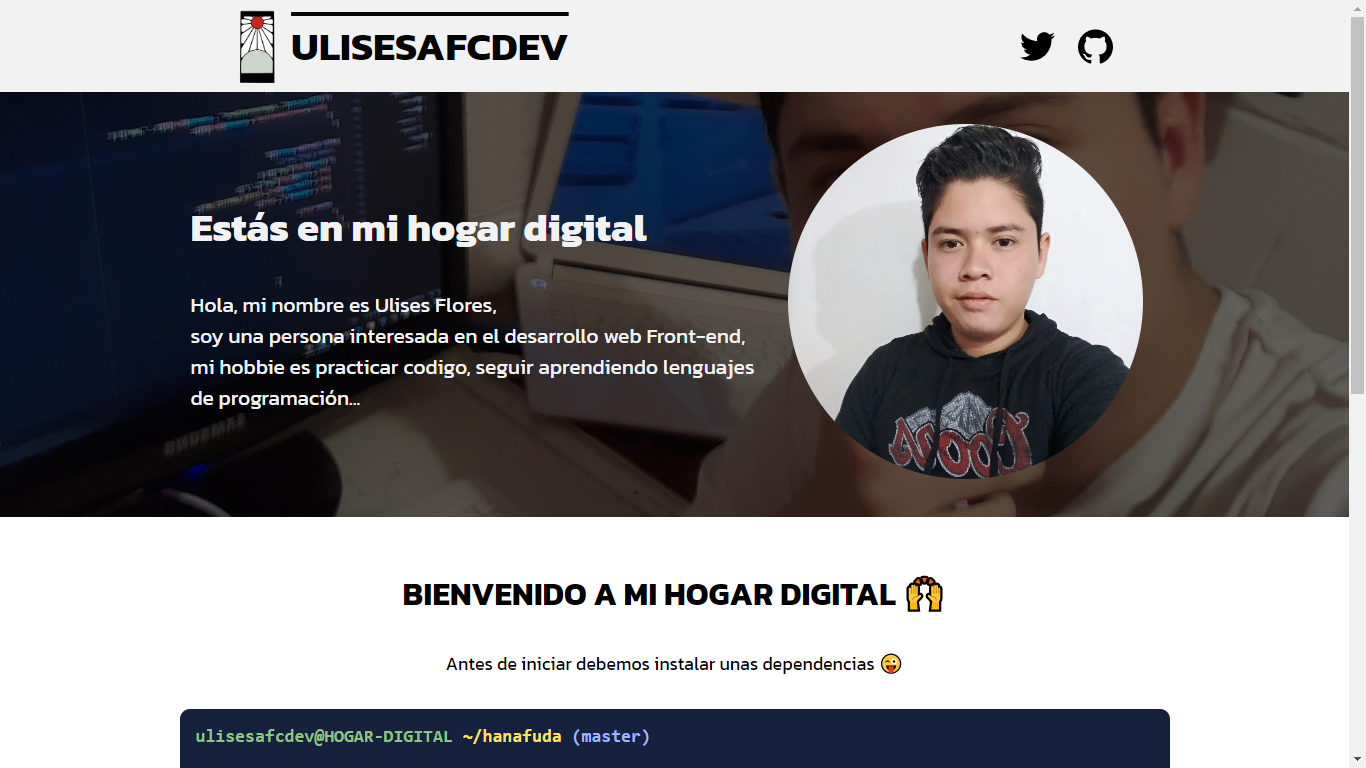 ULISESAFCDEV
Estás en mi hogar digital
Hola, mi nombre es Ulises Flores,
soy una persona interesada en el desarrollo web Front-end,
mi hobbie es practicar codigo, seguir aprendiendo lenguajes
de programación...
SAMSUNG
Coors
BIENVENIDO A MI HOGAR DIGITAL 🙌
Antes de iniciar debemos instalar unas dependencias 😜
ulisesafcdev@HOGAR-DIGITAL ~/hanafuda (master)